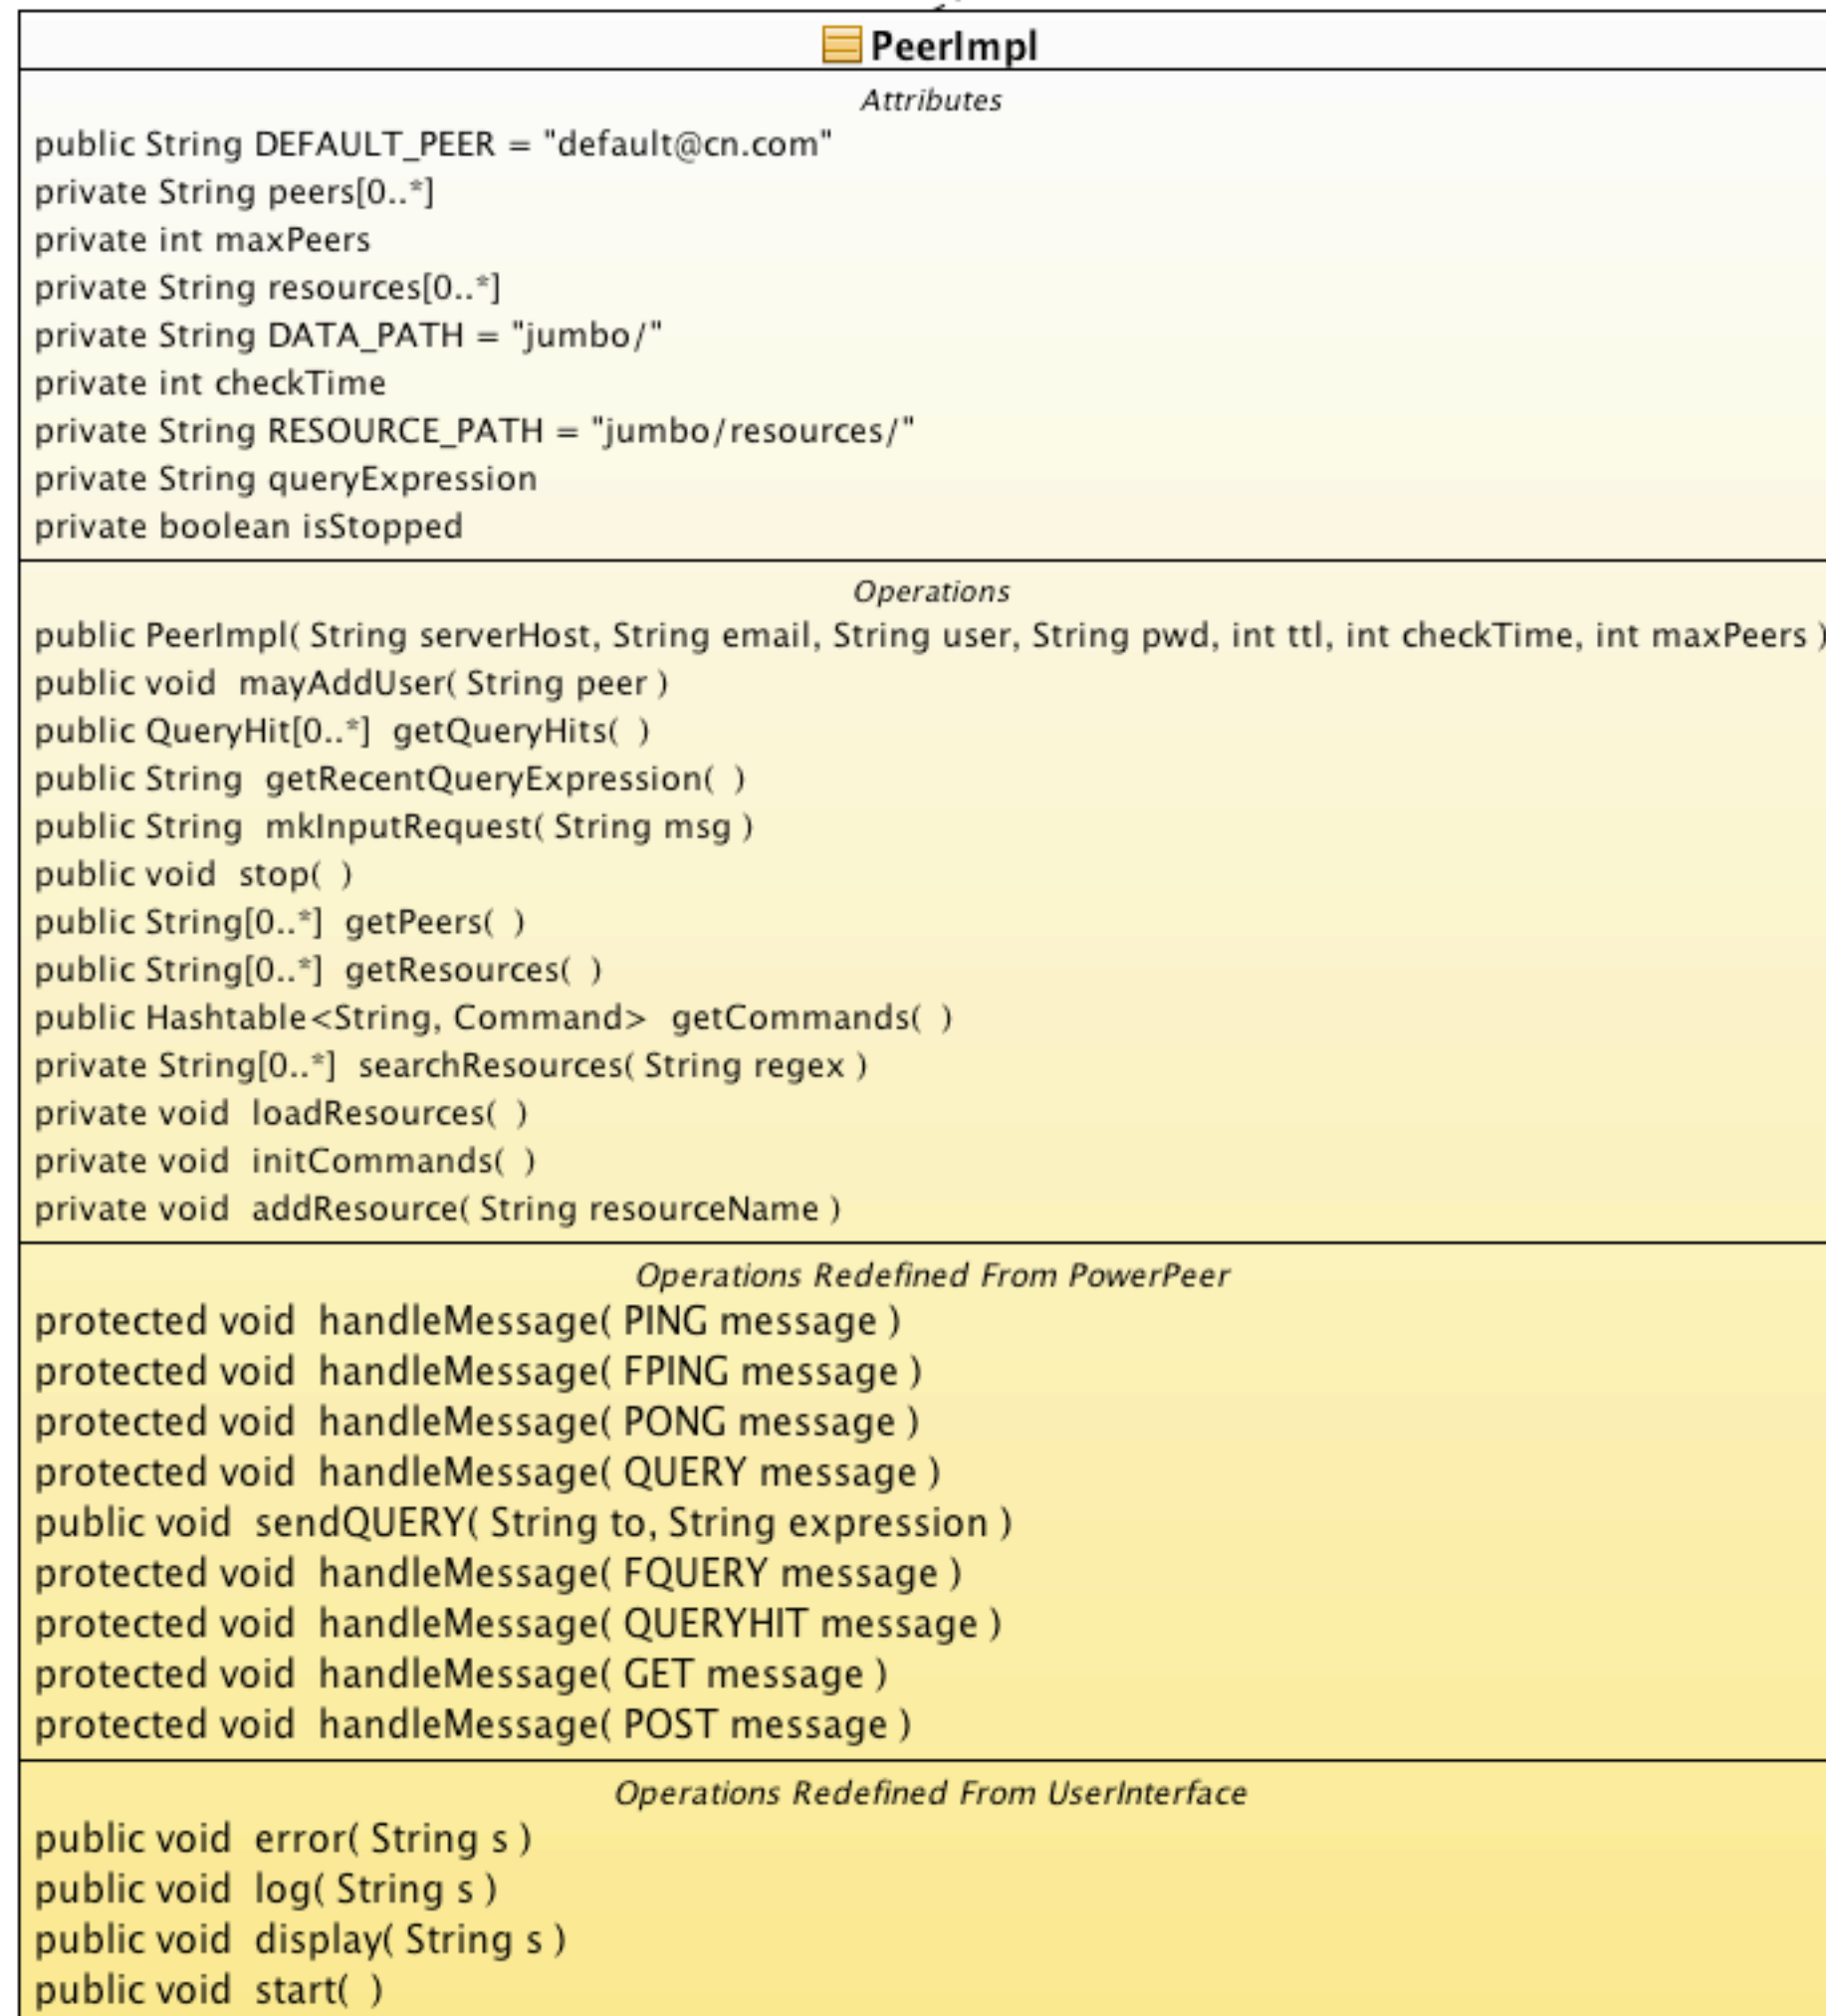 PeerImpl
Attributes
public String DEFAULT_PEER = "default@cn.com"
private String peers[0..*]
private int maxPeers
private String resources[0..*]
private String DATA_PATH = "jumbo/"
private int checkTime
private String RESOURCE_PATH = "jumbo/resources/"
private String queryExpression
private boolean isStopped
Operations
public PeerImpl( String serverHost, String email, String user, String pwd, int ttl, int checkTime, int maxPeers )
public void  mayAddUser( String peer )
public QueryHit[0..*]  getQueryHits(  )
public String  getRecentQueryExpression(  )
public String  mkInputRequest( String msg )
public void  stop(  )
public String[0..*]  getPeers(  )
public String[0..*]  getResources(  )
public Hashtable<String, Command>  getCommands(  )
private String[0..*]  searchResources( String regex )
private void  loadResources(  )
private void  initCommands(  )
private void  addResource( String resourceName )
Operations Redefined From PowerPeer
protected void  handleMessage( PING message )
protected void  handleMessage( FPING message )
protected void  handleMessage( PONG message )
protected void  handleMessage( QUERY message )
public void  sendQUERY( String to, String expression )
protected void  handleMessage( FQUERY message )
protected void  handleMessage( QUERYHIT message )
protected void  handleMessage( GET message )
protected void  handleMessage( POST message )
Operations Redefined From UserInterface
public void  error( String s )
public void  log( String s )
public void  display( String s )
public void  start(  )